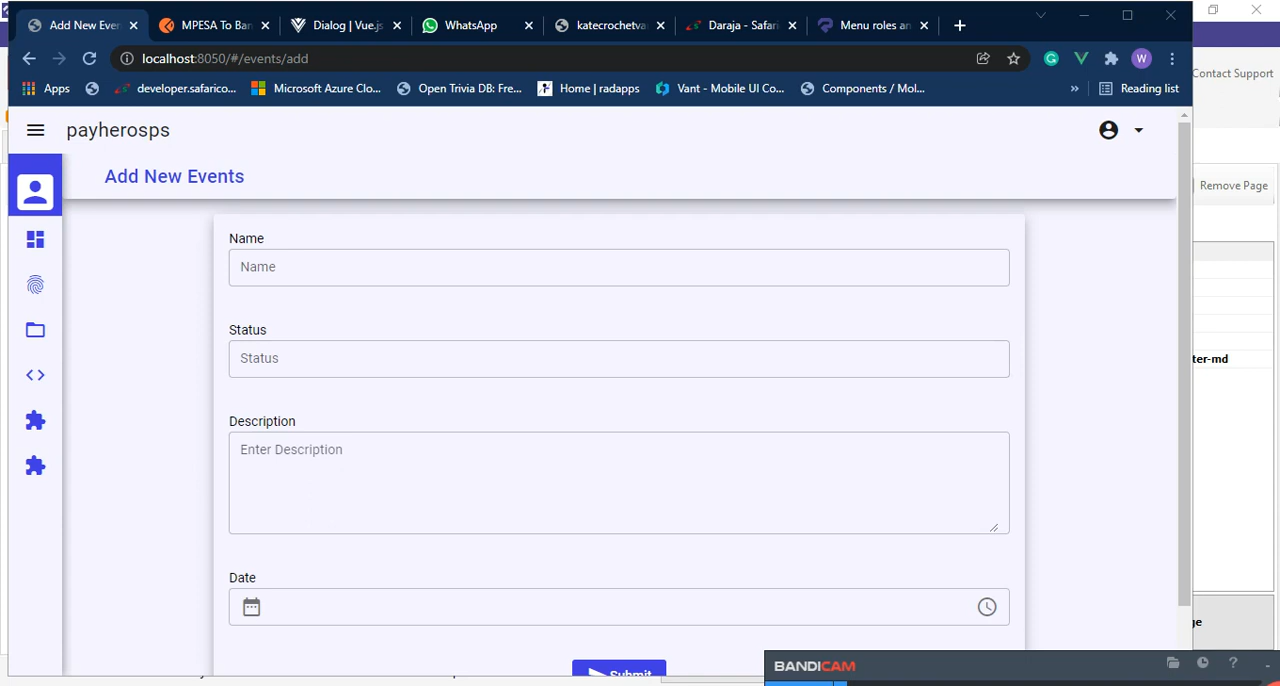 Add New Even
MPESA To Ban
Dialog | Vue.js
WhatsApp
katecrochetva
Daraja - Safari
Menu roles an
localhost:8050/#/events/add
W
Contact Support
Apps
developer.safarico...
Microsoft Azure Clo...
Open Trivia DB: Fre...
Home | radapps
Vant - Mobile UI Co...
Components / Mol...
»
Reading list
payherosps
Add New Events
Remove Page
Name
Name
Status
Status
ter-md
Description
Enter Description
Date
ge
Submit
BANDICAM